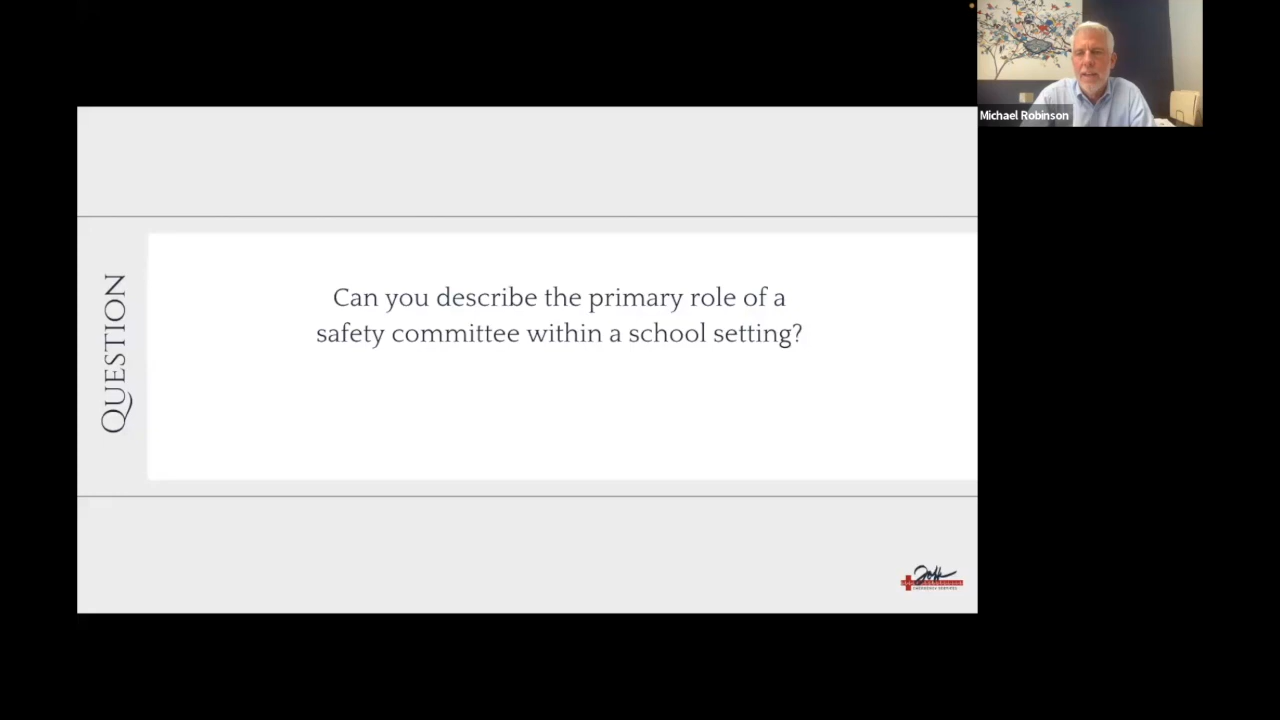 Michael Robinson
QUESTION
Can you describe the primary role of a
safety committee within a school setting?